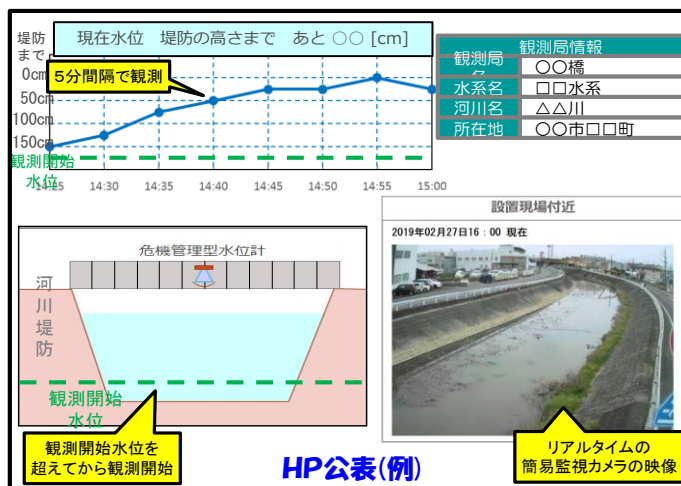 現在水位 堤防の高さまで あと ○○ [cm]
堤防
まで
0cm
50cm
100cm
150cm
5分間隔で観測
観測開始
水位
14:25 14:30 14:35 14:40 14:45 14:50 14:55 15:00
観測局情報
観測局名 ○○橋
水系名 □□水系
河川名 △△川
所在地 ○○市□□町
危機管理型水位計
河川堤防
観測開始
水位
観測開始水位を
超えてから観測開始
設置現場付近
2019年02月27日16：00 現在
リアルタイムの
簡易監視カメラの映像
HP公表(例)